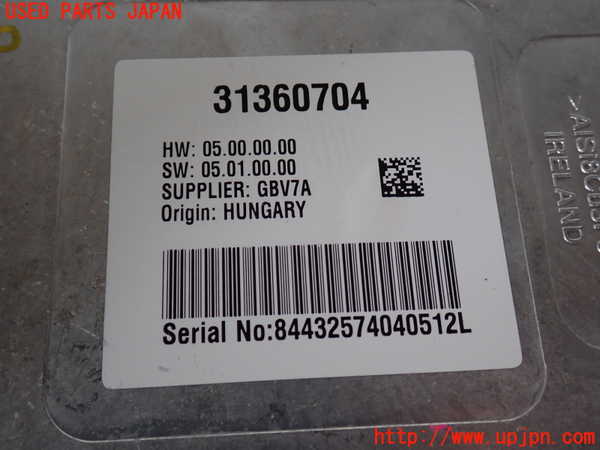 USED PARTS JAPAN
31360704
HW: 05.00.00.00
SW: 05.01.00.00
SUPPLIER: GBV7A
Origin: HUNGARY
Serial No:84432574040512L
IRELAND
http://www.upjpn.com/